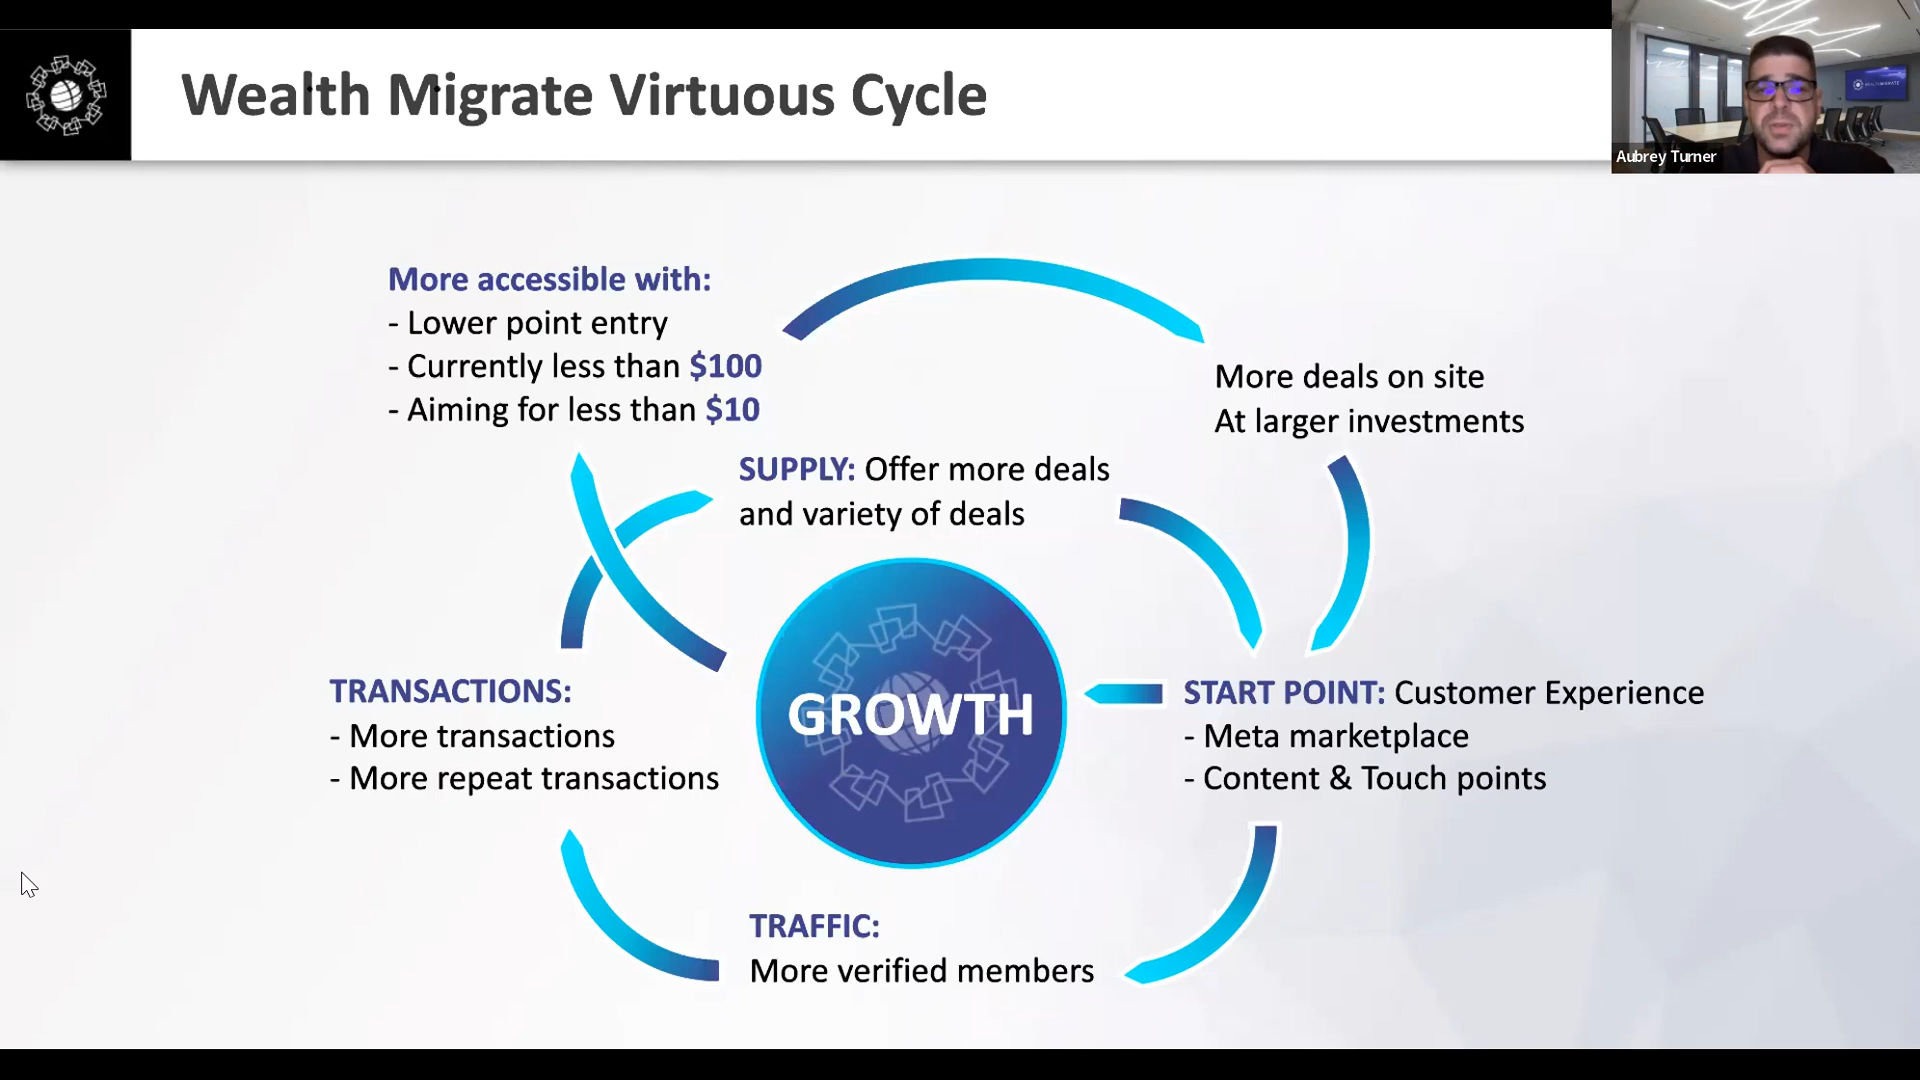 Wealth Migrate Virtuous Cycle
Aubrey Turner
More accessible with:
- Lower point entry
- Currently less than $100
- Aiming for less than $10
More deals on site
At larger investments
SUPPLY: Offer more deals
and variety of deals
GROWTH
TRANSACTIONS:
- More transactions
- More repeat transactions
START POINT: Customer Experience
- Meta marketplace
- Content & Touch points
TRAFFIC:
More verified members